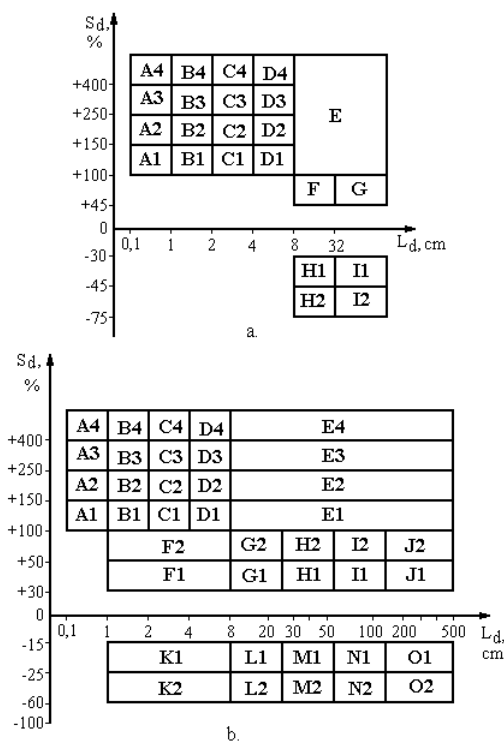 S d,
%
A4 B4 C4 D4
+400
A3 B3 C3 D3 E
+250
A2 B2 C2 D2
+150
A1 B1 C1 D1
+100
F G
+45
0
0,1 1 2 4 8 32 L d, cm
-30
H1 I1
-45
H2 I2
-75
a.
S d,
%
A4 B4 C4 D4 E4
+400
A3 B3 C3 D3 E3
+250
A2 B2 C2 D2 E2
+150
A1 B1 C1 D1 E1
+100
F2 G2 H2 I2 J2
+50
F1 G1 H1 I1 J1
+30
0
0,1 1 2 4 8 20 30 50 100 200 500 L d,
cm
-15
K1 L1 M1 N1 O1
-25
K2 L2 M2 N2 O2
-60
-100
b.